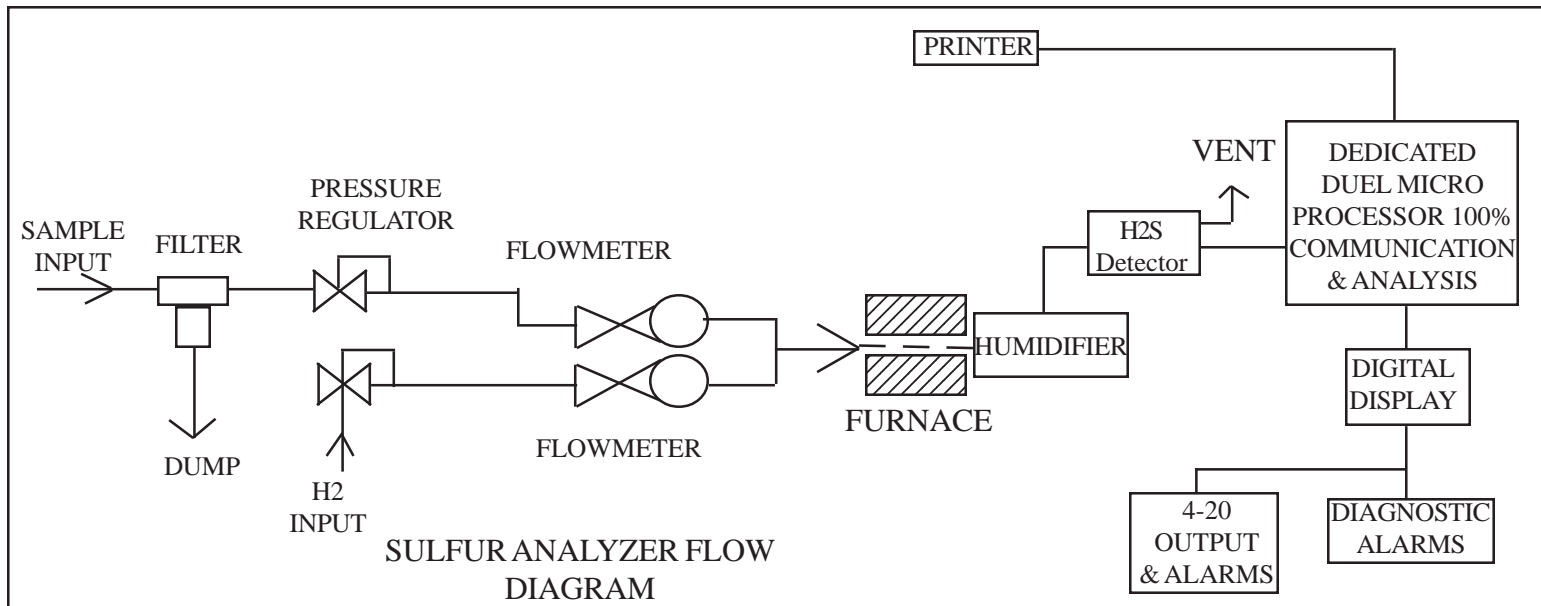 PRINTER
VENT
DEDICATED
DUEL MICRO
PROCESSOR 100%
COMMUNICATION
& ANALYSIS
PRESSURE
REGULATOR
SAMPLE
INPUT
FILTER
FLOWMETER
H2S
Detector
HUMIDIFIER
FURNACE
DIGITAL
DISPLAY
FLOWMETER
DUMP
H2
INPUT
4-20
OUTPUT
& ALARMS
DIAGNOSTIC
ALARMS
SULFUR ANALYZER FLOW
DIAGRAM